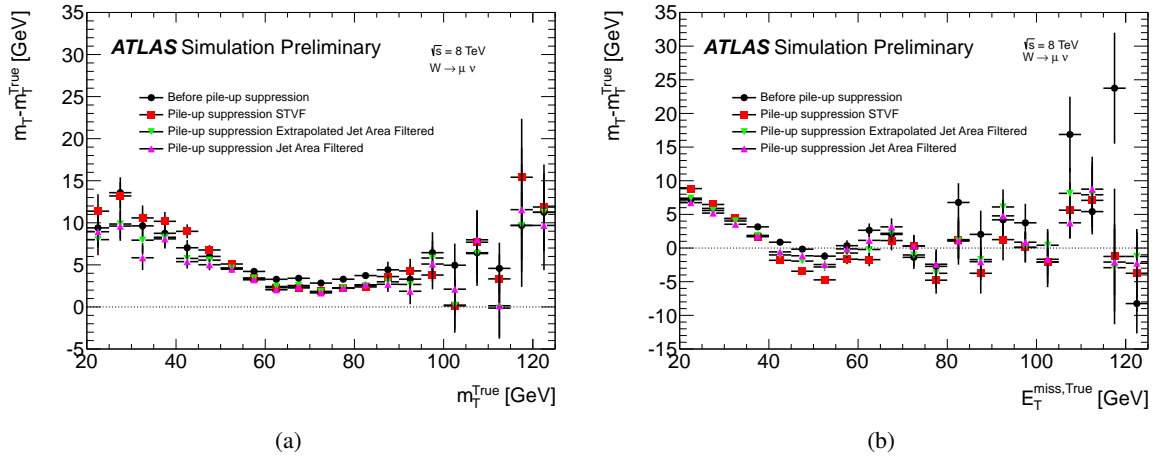 m_T-m_T^True [GeV]
35
30
25
20
15
10
5
0
-5
ATLAS Simulation Preliminary
√s = 8 TeV
W → μ ν
Before pile-up suppression
Pile-up suppression STVF
Pile-up suppression Extrapolated Jet Area Filtered
Pile-up suppression Jet Area Filtered
20 40 60 80 100 120
m_T^True [GeV]
(a)
m_T-m_T^True [GeV]
35
30
25
20
15
10
5
0
-5
-10
-15
ATLAS Simulation Preliminary
√s = 8 TeV
W → μ ν
Before pile-up suppression
Pile-up suppression STVF
Pile-up suppression Extrapolated Jet Area Filtered
Pile-up suppression Jet Area Filtered
20 40 60 80 100 120
E_T^miss,True [GeV]
(b)